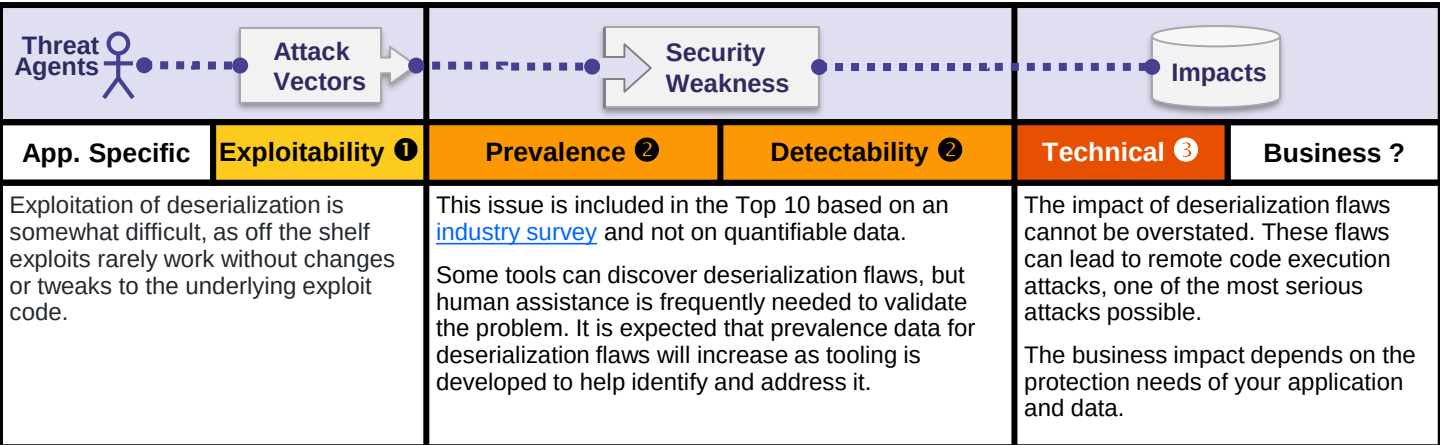 Threat
Agents
Attack
Vectors
Security
Weakness
Impacts
App. Specific
Exploitability ❶
Prevalence ❷
Detectability ❷
Technical ❸
Business ?
Exploitation of deserialization is
somewhat difficult, as off the shelf
exploits rarely work without changes
or tweaks to the underlying exploit
code.
This issue is included in the Top 10 based on an
industry survey and not on quantifiable data.
Some tools can discover deserialization flaws, but
human assistance is frequently needed to validate
the problem. It is expected that prevalence data for
deserialization flaws will increase as tooling is
developed to help identify and address it.
The impact of deserialization flaws
cannot be overstated. These flaws
can lead to remote code execution
attacks, one of the most serious
attacks possible.
The business impact depends on the
protection needs of your application
and data.